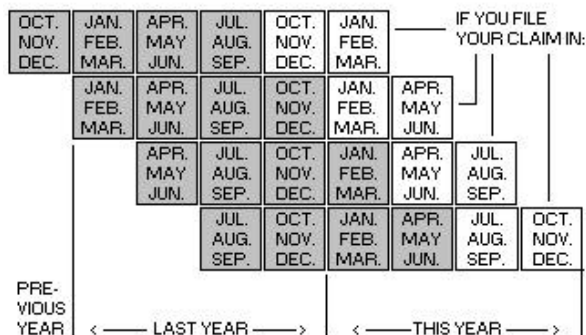 OCT. JAN. APR. JUL. OCT. JAN. IF YOU FILE
NOV. FEB. MAY AUG. NOV. FEB. YOUR CLAIM IN:
DEC. MAR. JUN. SEP. DEC. MAR.
JAN. APR. JUL. OCT. JAN. APR.
FEB. MAY AUG. NOV. FEB. MAY
MAR. JUN. SEP. DEC. MAR. JUN.
APR. JUL. OCT. JAN. APR. JUL.
MAY AUG. NOV. FEB. MAY AUG.
JUN. SEP. DEC. MAR. JUN. SEP.
JUL. OCT. JAN. APR. JUL. OCT.
AUG. NOV. FEB. MAY AUG. NOV.
SEP. DEC. MAR. JUN. SEP. DEC.
PRE-
VIOUS
YEAR LAST YEAR THIS YEAR